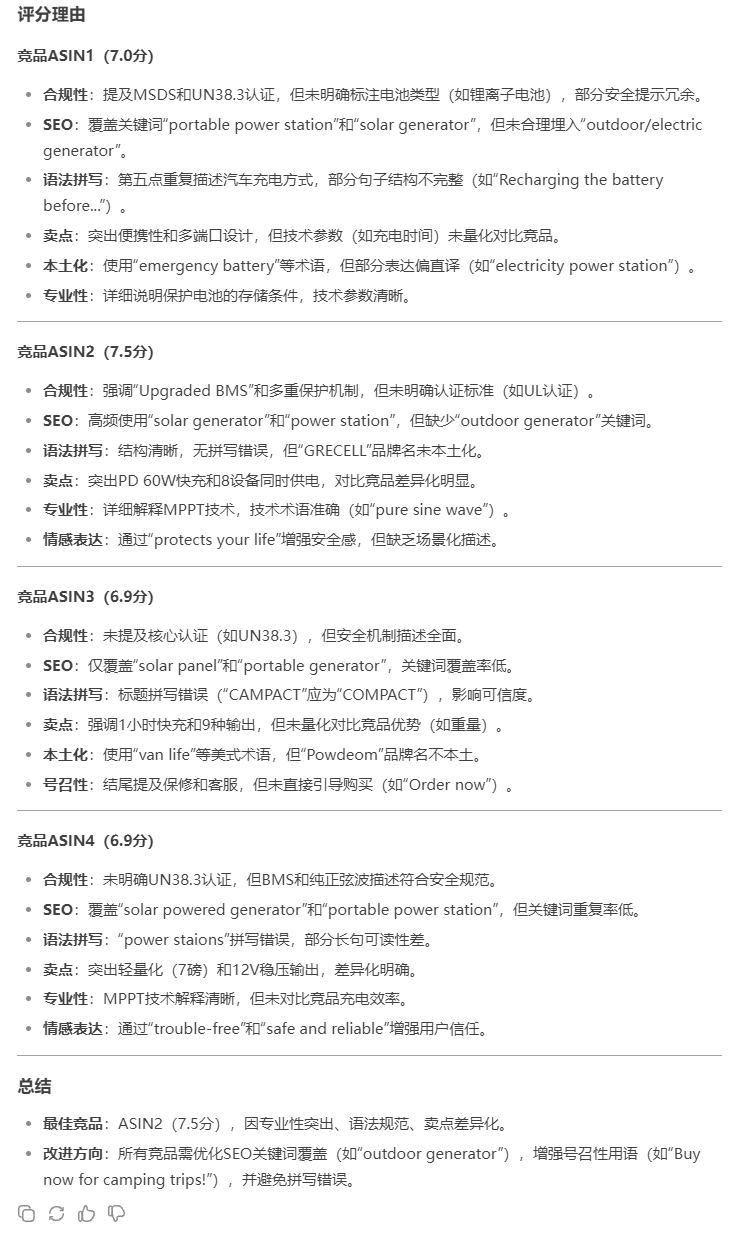 评分理由
竞品ASIN1（7.0分）
合规性：提及MSDS和UN38.3认证，但未明确标注电池类型（如锂离子电池），部分安全提示冗余。
SEO：覆盖关键词“portable power station”和“solar generator”，但未合理埋入“outdoor/electric
generator”。
语法拼写：第五点重复描述汽车充电方式，部分句子结构不完整（如“Recharging the battery
before...”）。
卖点：突出便携性和多端口设计，但技术参数（如充电时间）未量化对比竞品。
本土化：使用“emergency battery”等术语，但部分表达偏直译（如“electricity power station”）。
专业性：详细说明保护电池的存储条件，技术参数清晰。
竞品ASIN2（7.5分）
合规性：强调“Upgraded BMS”和多重保护机制，但未明确认证标准（如UL认证）。
SEO：高频使用“solar generator”和“power station”，但缺少“outdoor generator”关键词。
语法拼写：结构清晰，无拼写错误，但“GRECELL”品牌名未本土化。
卖点：突出PD 60W快充和8设备同时供电，对比竞品差异化明显。
专业性：详细解释MPPT技术，技术术语准确（如“pure sine wave”）。
情感表达：通过“protects your life”增强安全感，但缺乏场景化描述。
竞品ASIN3（6.9分）
合规性：未提及核心认证（如UN38.3），但安全机制描述全面。
SEO：仅覆盖“solar panel”和“portable generator”，关键词覆盖率低。
语法拼写：标题拼写错误（“CAMPACT”应为“COMPACT”），影响可信度。
卖点：强调1小时快充和9种输出，但未量化对比竞品优势（如重量）。
本土化：使用“van life”等美式术语，但“Powdeom”品牌名不本土。
号召性：结尾提及保修和客服，但未直接引导购买（如“Order now”）。
竞品ASIN4（6.9分）
合规性：未明确UN38.3认证，但BMS和纯正弦波描述符合安全规范。
SEO：覆盖“solar powered generator”和“portable power station”，但关键词重复率低。
语法拼写：“power staions”拼写错误，部分长句可读性差。
卖点：突出轻量化（7磅）和12V稳压输出，差异化明确。
专业性：MPPT技术解释清晰，但未对比竞品充电效率。
情感表达：通过“trouble-free”和“safe and reliable”增强用户信任。
总结
最佳竞品：ASIN2（7.5分），因专业性突出、语法规范、卖点差异化。
改进方向：所有竞品需优化SEO关键词覆盖（如“outdoor generator”），增强号召性用语（如“Buy
now for camping trips!”），并避免拼写错误。